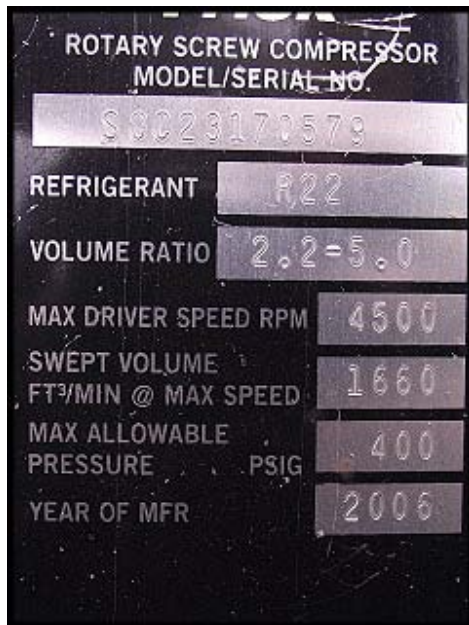 ROTARY SCREW COMPRESSOR
MODEL/SERIAL NO.
SCC23170579
REFRIGERANT R22
VOLUME RATIO 2.2-5.0
MAX DRIVER SPEED RPM 4500
SWEPT VOLUME
FT³/MIN @ MAX SPEED 1660
MAX ALLOWABLE
PRESSURE PSIG 400
YEAR OF MFR 2006